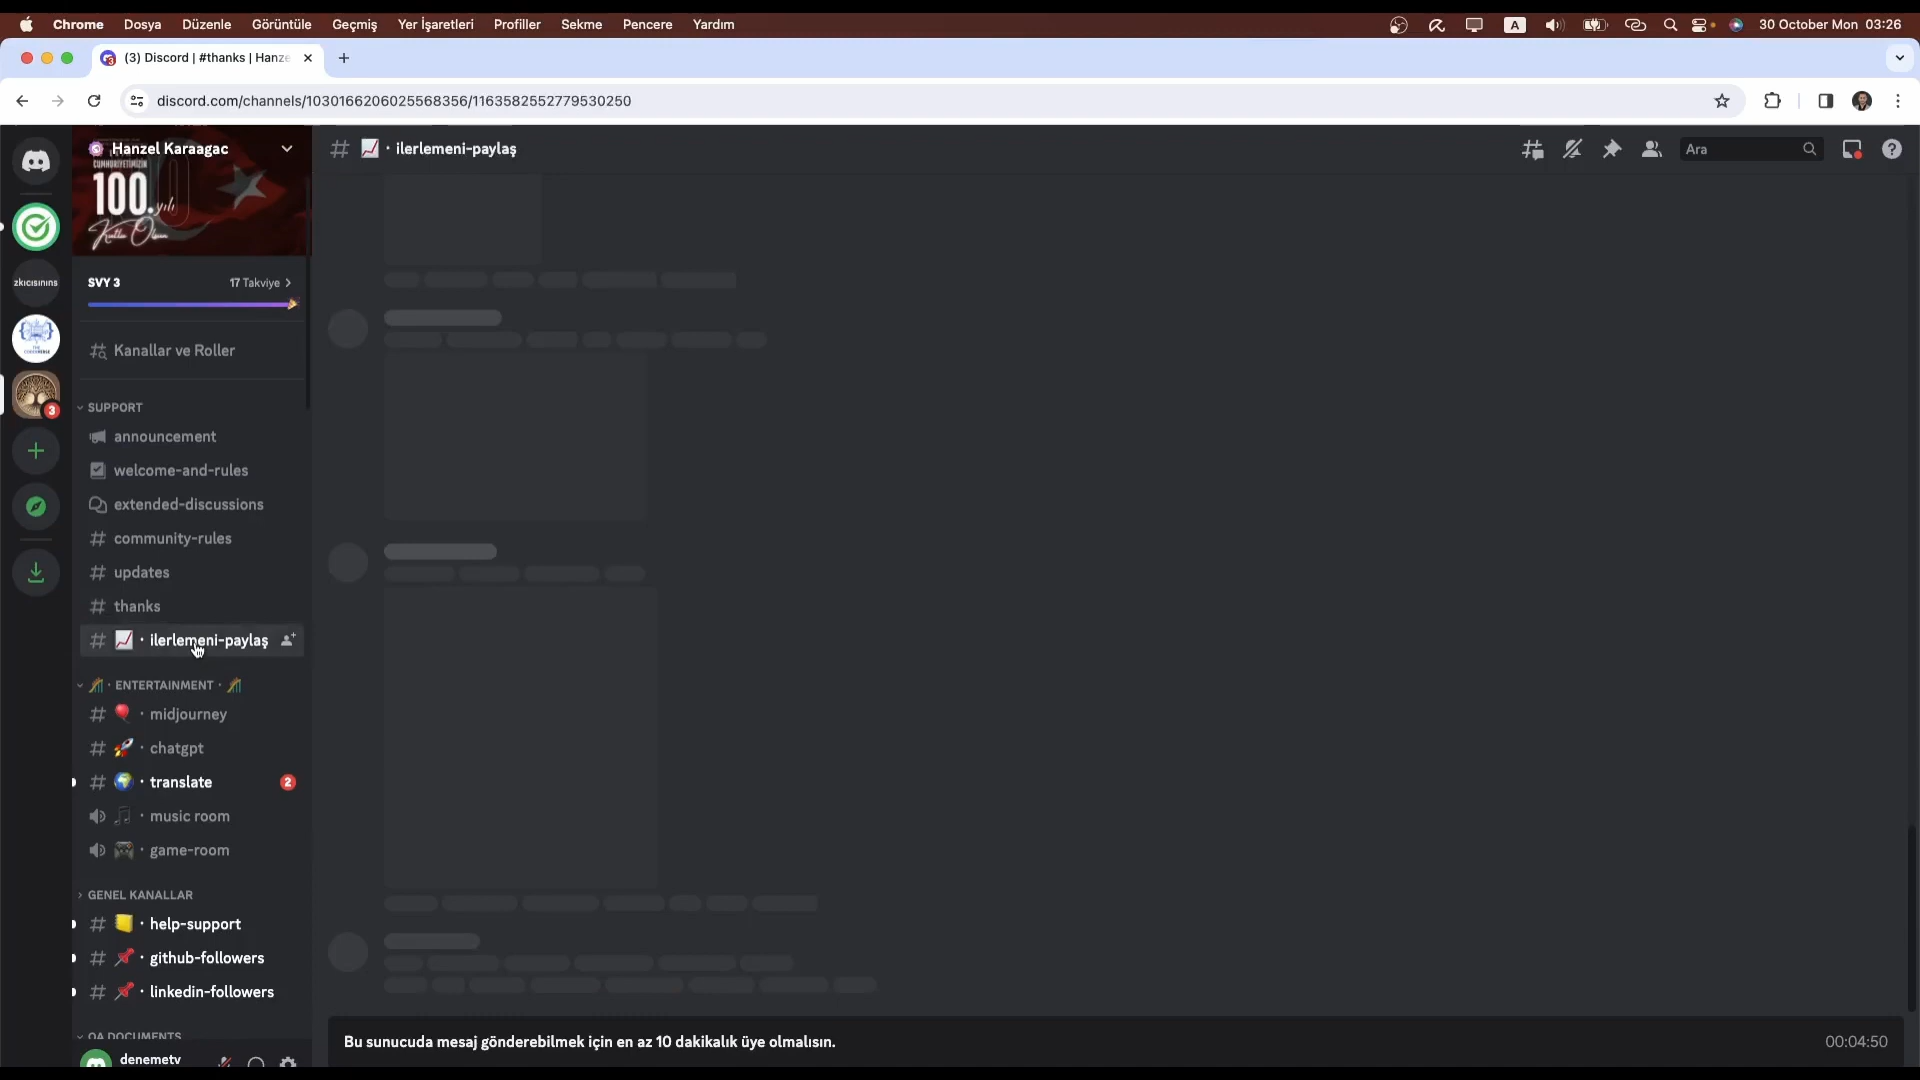 Chrome Dosya Düzenle Görüntüle Geçmiş Yer İşaretleri Profiller Sekme Pencere Yardım A 30 October Mon 03:26
(3) Discord | #thanks | Hanze
discord.com/channels/1030166206025568356/1163582552779530250
Hanzel Karaagac
CUMHURİYETİMİZİN
100. yılı
Kutlu Olsun
# · ilerlemeni-paylaş Ara
SVY 3 17 Takviye
zkıcısınıns
Kanallar ve Roller
3
SUPPORT
announcement
welcome-and-rules
extended-discussions
# community-rules
# updates
# thanks
# · ilerlemeni-paylaş
· ENTERTAINMENT ·
# · midjourney
# · chatgpt
# · translate 2
· music room
· game-room
GENEL KANALLAR
# · help-support
# · github-followers
# · linkedin-followers
QA DOCUMENTS
denemetv
Bu sunucuda mesaj gönderebilmek için en az 10 dakikalık üye olmalısın. 00:04:50